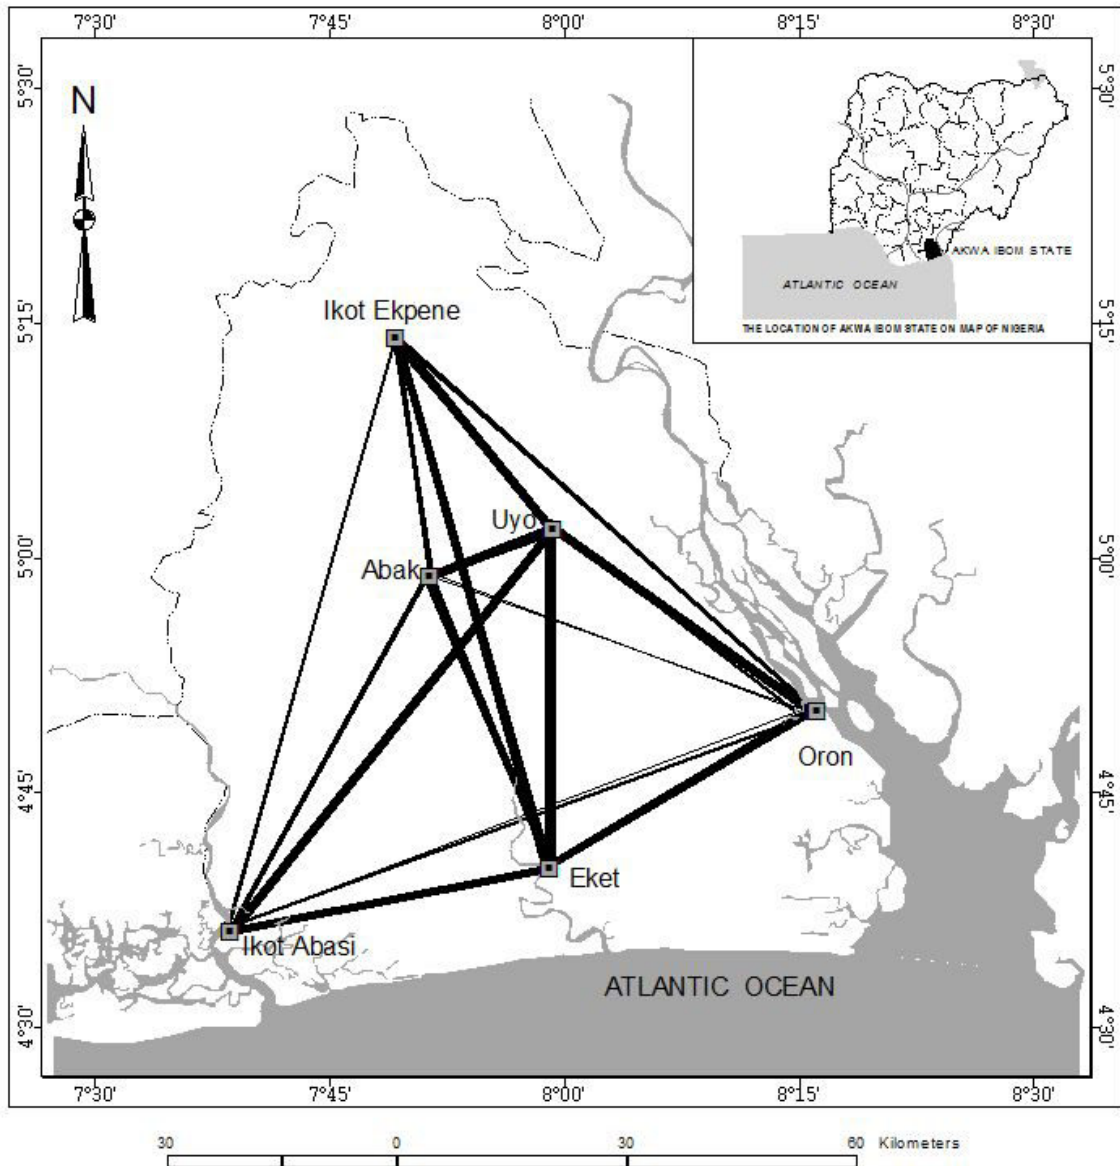 7°30' 7°45' 8°00' 8°15' 8°30'
5°30' 5°30'
N
AKWA IBOM STATE
ATLANTIC OCEAN
THE LOCATION OF AKWA IBOM STATE ON MAP OF NIGERIA
5°15' 5°15'
Ikot Ekpene
Uyo
5°00' 5°00'
Abak
Oron
4°45' 4°45'
Eket
Ikot Abasi
ATLANTIC OCEAN
4°30' 4°30'
7°30' 7°45' 8°00' 8°15' 8°30'
30 0 30 60 Kilometers